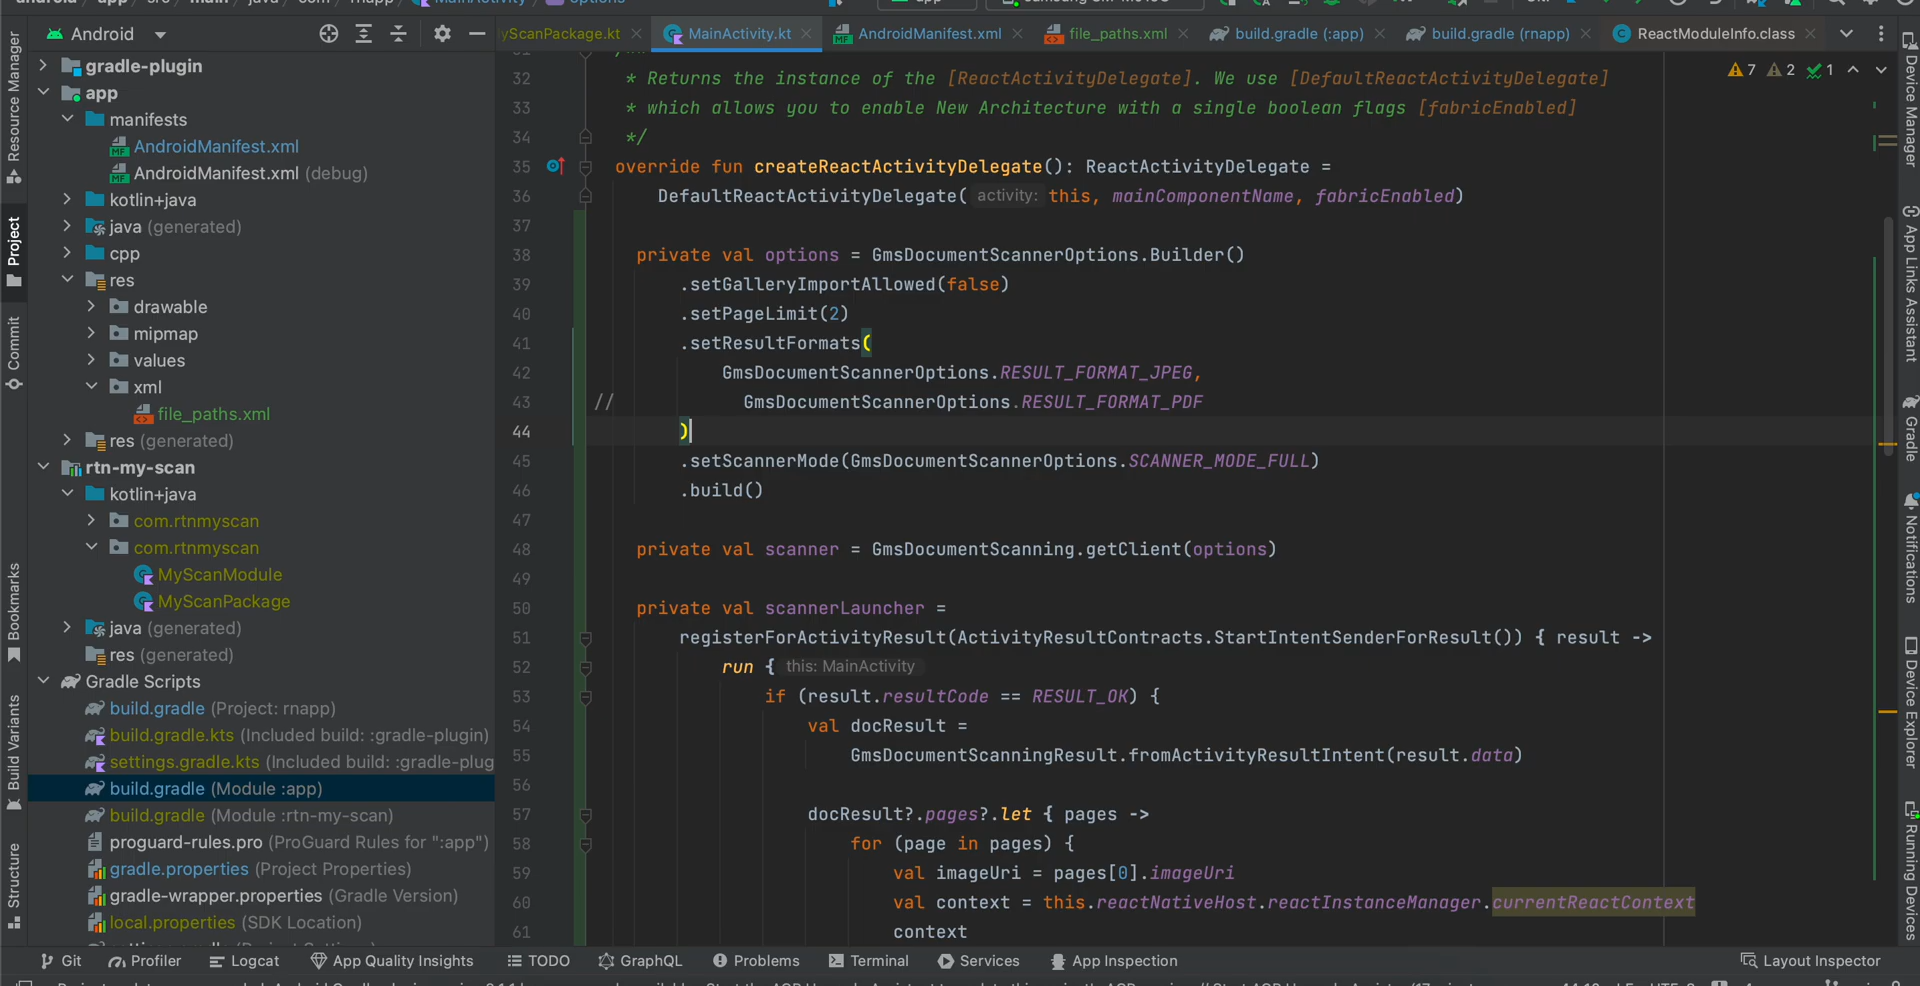 android app src main java com rnapp MainActivity options
Android
yScanPackage.kt MainActivity.kt AndroidManifest.xml file_paths.xml build.gradle (:app) build.gradle (rnapp) ReactModuleInfo.class
7 2 1
Resource Manager
Project
Commit
Bookmarks
Build Variants
Structure
gradle-plugin
app
manifests
AndroidManifest.xml
AndroidManifest.xml (debug)
kotlin+java
java (generated)
cpp
res
drawable
mipmap
values
xml
file_paths.xml
res (generated)
rtn-my-scan
kotlin+java
com.rtnmyscan
com.rtnmyscan
MyScanModule
MyScanPackage
java (generated)
res (generated)
Gradle Scripts
build.gradle (Project: rnapp)
build.gradle.kts (Included build: :gradle-plugin)
settings.gradle.kts (Included build: :gradle-plug
build.gradle (Module :app)
build.gradle (Module :rtn-my-scan)
proguard-rules.pro (ProGuard Rules for ":app")
gradle.properties (Project Properties)
gradle-wrapper.properties (Gradle Version)
local.properties (SDK Location)
32 * Returns the instance of the [ReactActivityDelegate]. We use [DefaultReactActivityDelegate]
33 * which allows you to enable New Architecture with a single boolean flags [fabricEnabled]
34 */
35 override fun createReactActivityDelegate(): ReactActivityDelegate =
36 DefaultReactActivityDelegate( activity: this, mainComponentName, fabricEnabled)
37
38 private val options = GmsDocumentScannerOptions.Builder()
39 .setGalleryImportAllowed(false)
40 .setPageLimit(2)
41 .setResultFormats(
42 GmsDocumentScannerOptions.RESULT_FORMAT_JPEG,
43 // GmsDocumentScannerOptions.RESULT_FORMAT_PDF
44 )
45 .setScannerMode(GmsDocumentScannerOptions.SCANNER_MODE_FULL)
46 .build()
47
48 private val scanner = GmsDocumentScanning.getClient(options)
49
50 private val scannerLauncher =
51 registerForActivityResult(ActivityResultContracts.StartIntentSenderForResult()) { result ->
52 run { this: MainActivity
53 if (result.resultCode == RESULT_OK) {
54 val docResult =
55 GmsDocumentScanningResult.fromActivityResultIntent(result.data)
56
57 docResult?.pages?.let { pages ->
58 for (page in pages) {
59 val imageUri = pages[0].imageUri
60 val context = this.reactNativeHost.reactInstanceManager.currentReactContext
61 context
Device Manager
App Links Assistant
Gradle
Notifications
Device Explorer
Running Devices
Git Profiler Logcat App Quality Insights TODO GraphQL Problems Terminal Services App Inspection Layout Inspector